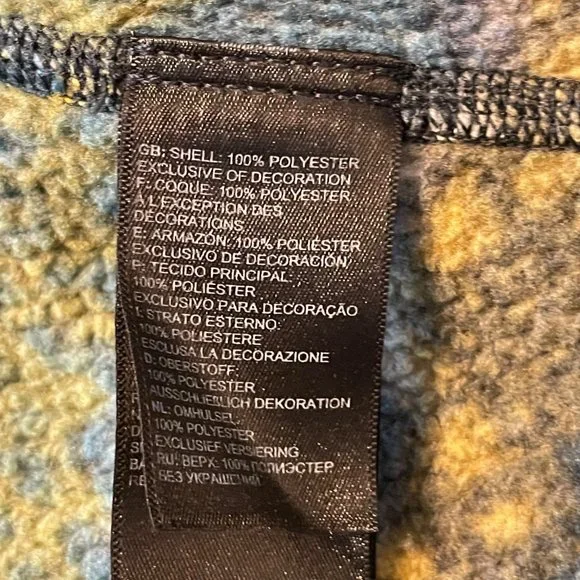 GB: SHELL: 100% POLYESTER
EXCLUSIVE OF DECORATION
F: COQUE: 100% POLYESTER
À L'EXCEPTION DES
DÉCORATIONS
E: ARMAZÓN: 100% POLIÉSTER
EXCLUSIVO DE DECORACIÓN
P: TECIDO PRINCIPAL:
100% POLIÉSTER
EXCLUSIVO PARA DECORAÇÃO
I: STRATO ESTERNO:
100% POLIESTERE
ESCLUSA LA DECORAZIONE
D: OBERSTOFF:
100% POLYESTER
AUSSCHLIEßLICH DEKORATION
NL: OMHULSEL:
100% POLYESTER
EXCLUSIEF VERSIERING
RU: ВЕРХ: 100% ПОЛИЭСТЕР
БЕЗ УКРАШЕНИЙ